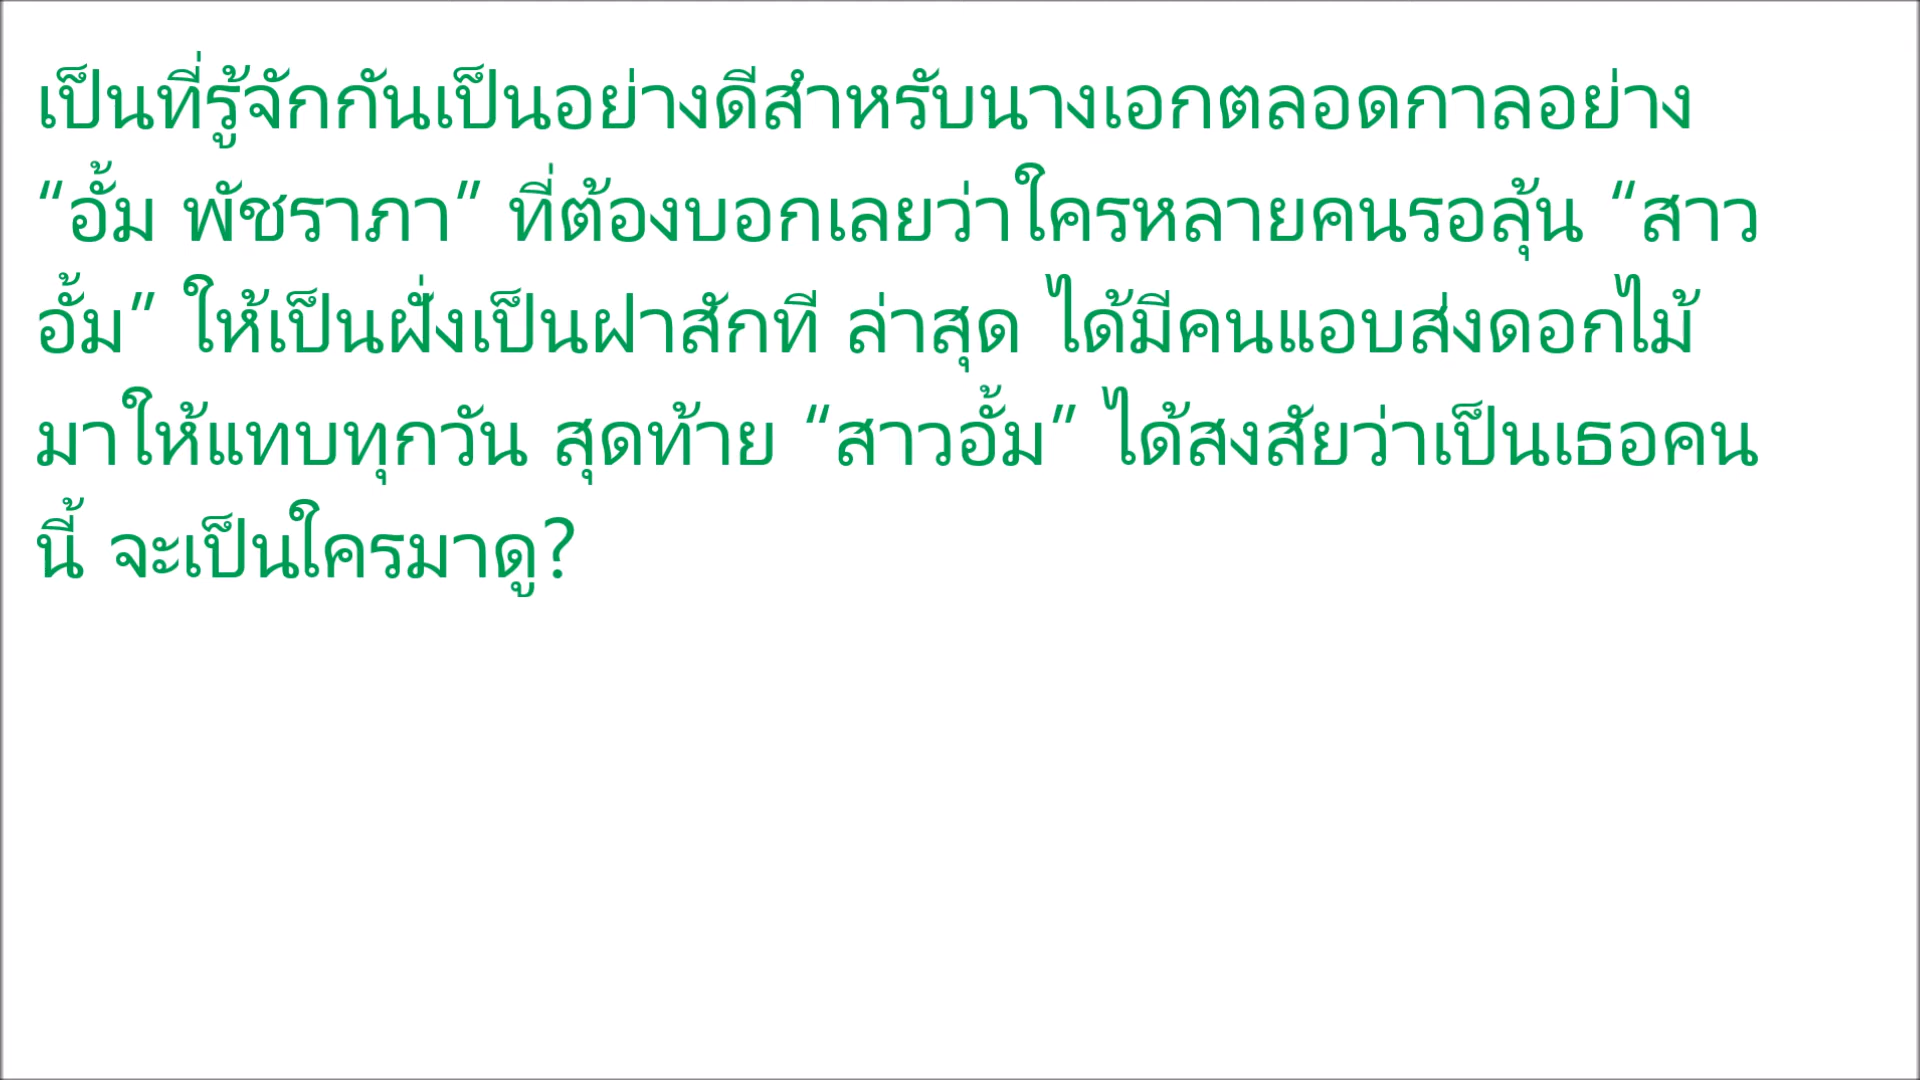 เป็นที่รู้จักกันเป็นอย่างดีสำหรับนางเอกตลอดกาลอย่าง
“อั้ม พัชราภา” ที่ต้องบอกเลยว่าใครหลายคนรอลุ้น “สาว
อั้ม” ให้เป็นฝั่งเป็นฝาสักที ล่าสุด ได้มีคนแอบส่งดอกไม้
มาให้แทบทุกวัน สุดท้าย “สาวอั้ม” ได้สงสัยว่าเป็นเธอคน
นี้ จะเป็นใครมาดู?